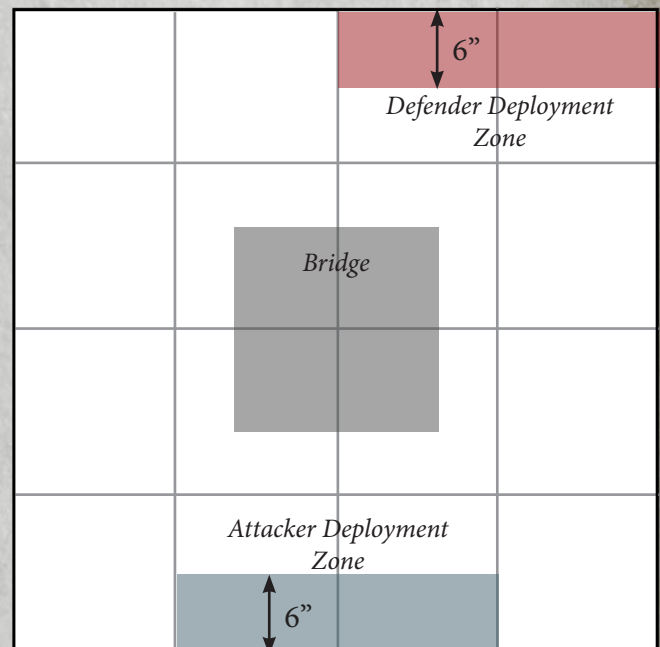 6”
Defender Deployment
Zone
Bridge
Attacker Deployment
Zone
6”